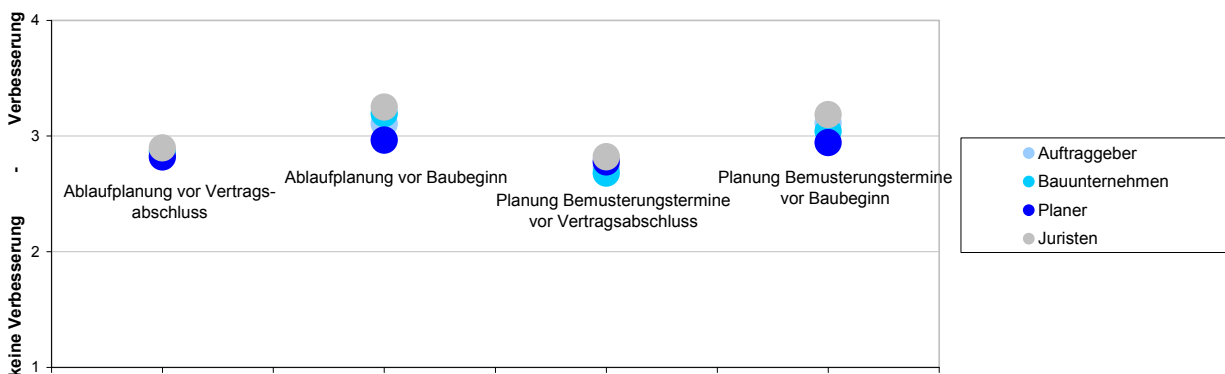 keine Verbesserung - Verbesserung
4
3
2
1
Ablaufplanung vor Vertrags-
abschluss
Ablaufplanung vor Baubeginn
Planung Bemusterungstermine
vor Vertragsabschluss
Planung Bemusterungstermine
vor Baubeginn
Auftraggeber
Bauunternehmen
Planer
Juristen